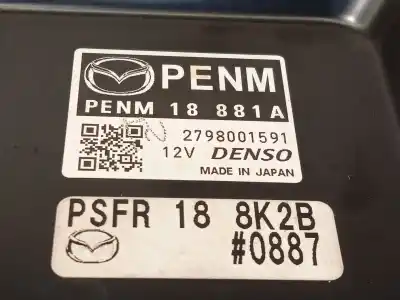 PENM
PENM 18 881A
2798001591
12V DENSO
MADE IN JAPAN
PSFR 18 8K2B
#0887